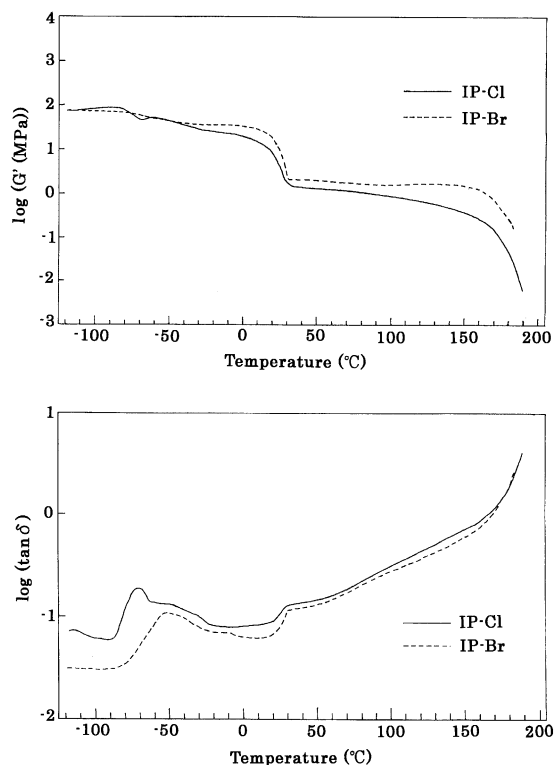 4
3
2
1
0
-1
-2
-3
log (G' (MPa))
IP-Cl
IP-Br
-100 -50 0 50 100 150 200
Temperature (℃)
1
0
-1
-2
log (tan δ)
IP-Cl
IP-Br
-100 -50 0 50 100 150 200
Temperature (℃)